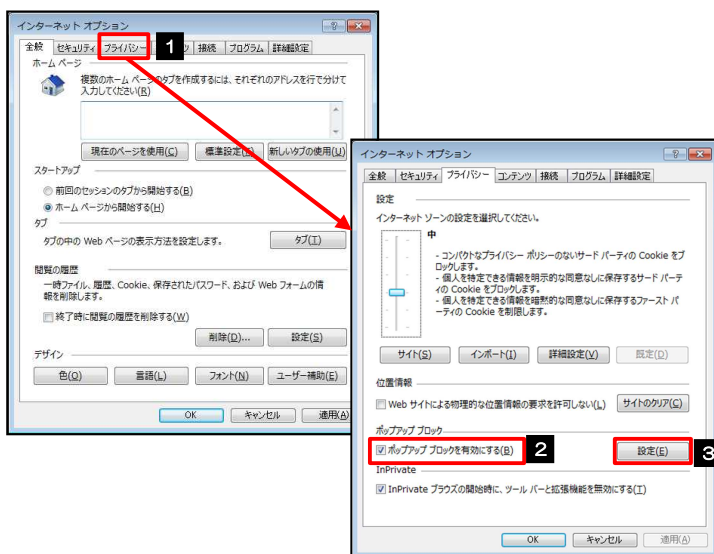 インターネット オプション
全般 セキュリティ プライバシー 1 接続 プログラム 詳細設定
ホーム ページ
複数のホーム ページのタブを作成するには、それぞれのアドレスを行で分けて
入力してください(R)
現在のページを使用(C) 標準設定 新しいタブの使用(U)
スタートアップ
前回のセッションのタブから開始する(B)
ホーム ページから開始する(H)
タブ
タブの中の Web ページの表示方法を設定します。 タブ(T)
閲覧の履歴
一時ファイル、履歴、Cookie、保存されたパスワード、および Web フォームの情
報を削除します。
終了時に閲覧の履歴を削除する(W)
削除(D)... 設定(S)
デザイン
色(O) 言語(L) フォント(N) ユーザー補助(E)
OK キャンセル 適用(A)
インターネット オプション
全般 セキュリティ プライバシー コンテンツ 接続 プログラム 詳細設定
設定
インターネット ゾーンの設定を選択してください。
中
- コンパクトなプライバシー ポリシーのないサード パーティの Cookie をブ
ロックします。
- 個人を特定できる情報を明示的な同意なしに保存するサード パーテ
ィの Cookie をブロックします。
- 個人を特定できる情報を暗黙的な同意なしに保存するファースト パ
ーティの Cookie を制限します。
サイト(S) インポート(I) 詳細設定(V) 既定(D)
位置情報
Web サイトによる物理的な位置情報の要求を許可しない(L) サイトのクリア(C)
ポップアップ ブロック
ポップアップ ブロックを有効にする(B) 2 設定(E) 3
InPrivate
InPrivate ブラウズの開始時に、ツール バーと拡張機能を無効にする(T)
OK キャンセル 適用(A)